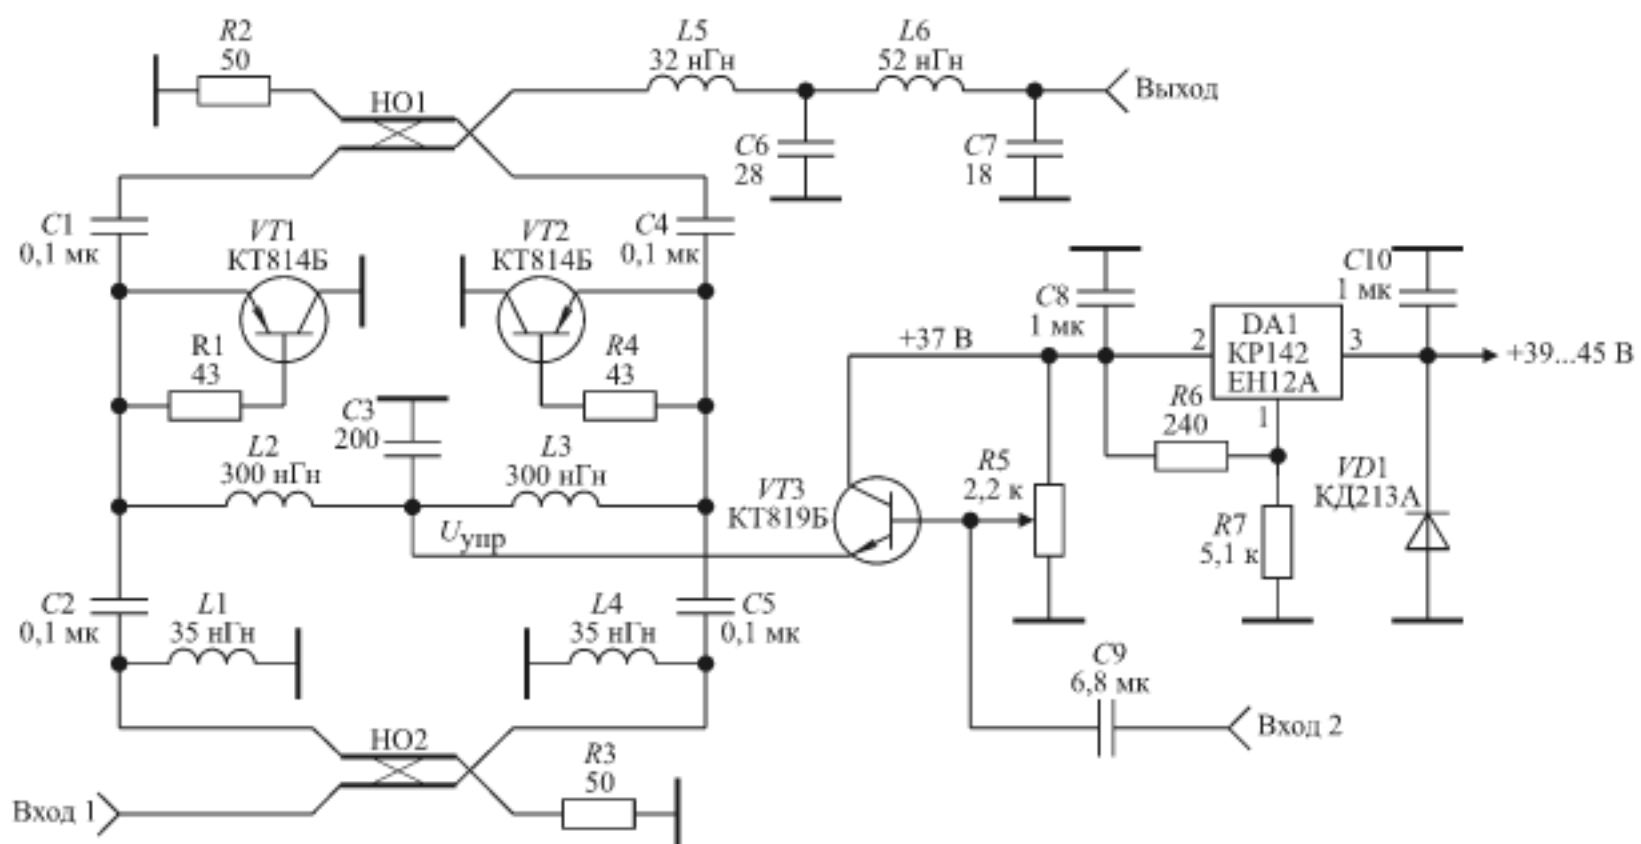 R2
50
НО1
L5
32 нГн
L6
52 нГн
Выход
C6
28
C7
18
C1
0,1 мк
VT1
КТ814Б
VT2
КТ814Б
C4
0,1 мк
R1
43
R4
43
C3
200
L2
300 нГн
L3
300 нГн
Uупр
C2
0,1 мк
L1
35 нГн
L4
35 нГн
C5
0,1 мк
НО2
R3
50
Вход 1
+37 В
C8
1 мк
2
DA1
КР142
ЕН12А
3
1
C10
1 мк
+39...45 В
R6
240
VT3
КТ819Б
R5
2,2 к
R7
5,1 к
VD1
КД213А
C9
6,8 мк
Вход 2